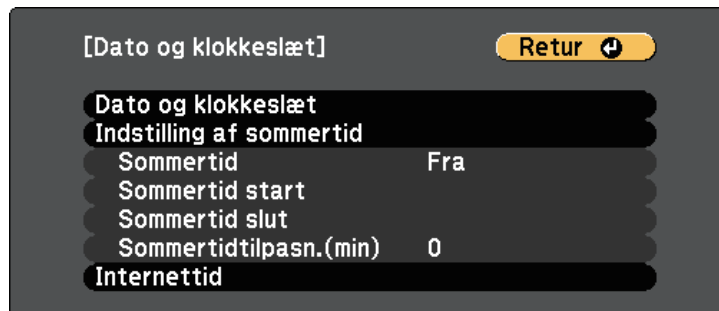 [Dato og klokkeslæt]
Retur
Dato og klokkeslæt
Indstilling af sommertid
Sommertid Fra
Sommertid start
Sommertid slut
Sommertidtilpasn.(min) 0
Internettid